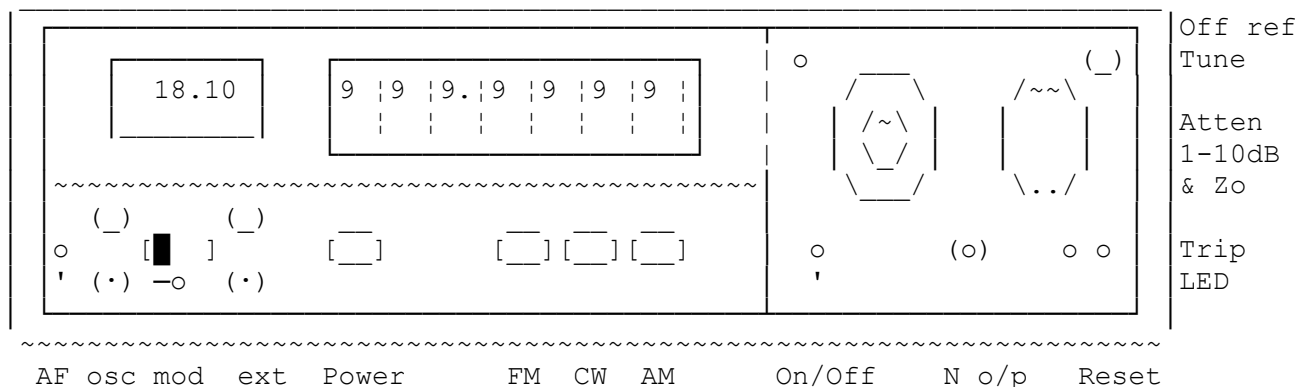 Off ref
Tune
18.10 9 9 9. 9 9 9 9
Atten
1-10dB
& Zo
Trip
LED
AF osc mod ext Power FM CW AM On/Off N o/p Reset